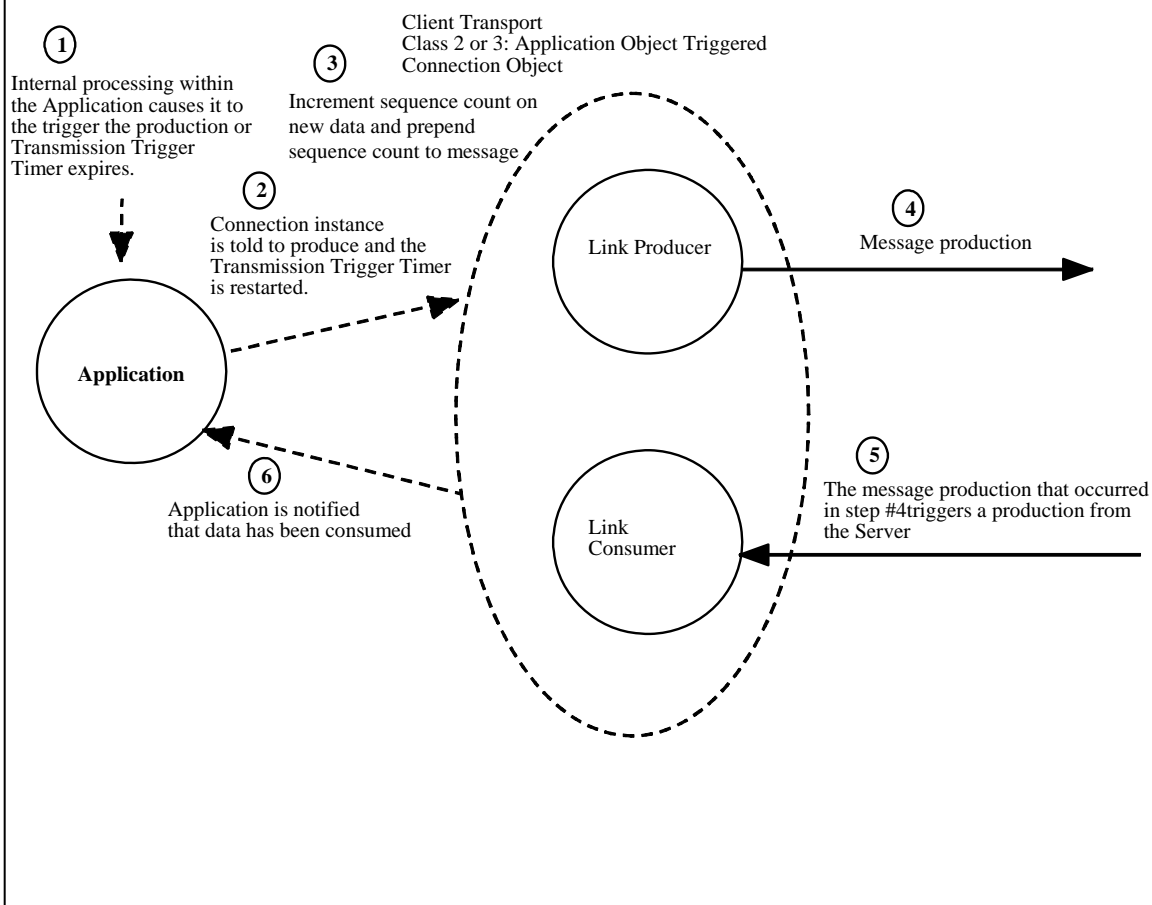 Client Transport
Class 2 or 3: Application Object Triggered
Connection Object
1
Internal processing within
the Application causes it to
the trigger the production or
Transmission Trigger
Timer expires.
3
Increment sequence count on
new data and prepend
sequence count to message
2
Connection instance
is told to produce and the
Transmission Trigger Timer
is restarted.
Link Producer
4
Message production
Application
5
The message production that occurred
in step #4triggers a production from
the Server
6
Application is notified
that data has been consumed
Link
Consumer